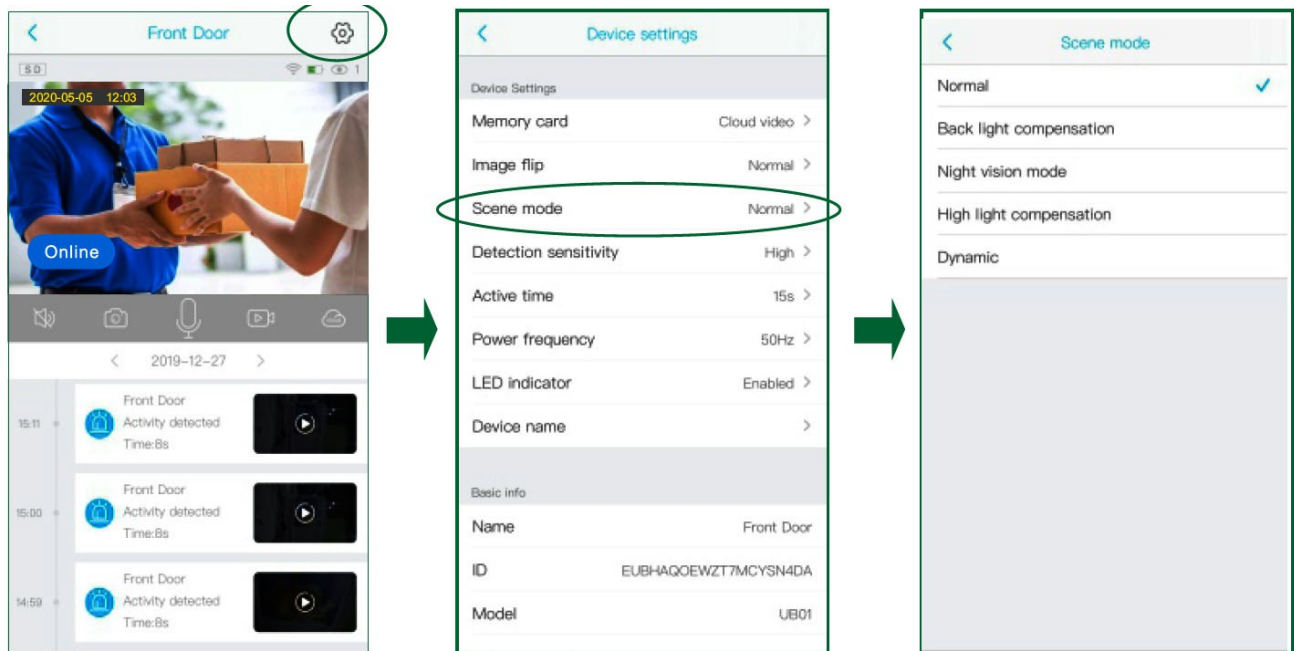 Front Door
SD
1
2020-05-05 12:03
Online
2019-12-27
15:11
Front Door
Activity detected
Time:8s
15:00
Front Door
Activity detected
Time:8s
14:59
Front Door
Activity detected
Time:8s
Device settings
Device Settings
Memory card Cloud video
Image flip Normal
Scene mode Normal
Detection sensitivity High
Active time 15s
Power frequency 50Hz
LED indicator Enabled
Device name
Basic info
Name Front Door
ID EUBHAQOEWZT7MCYSN4DA
Model UB01
Scene mode
Normal
Back light compensation
Night vision mode
High light compensation
Dynamic